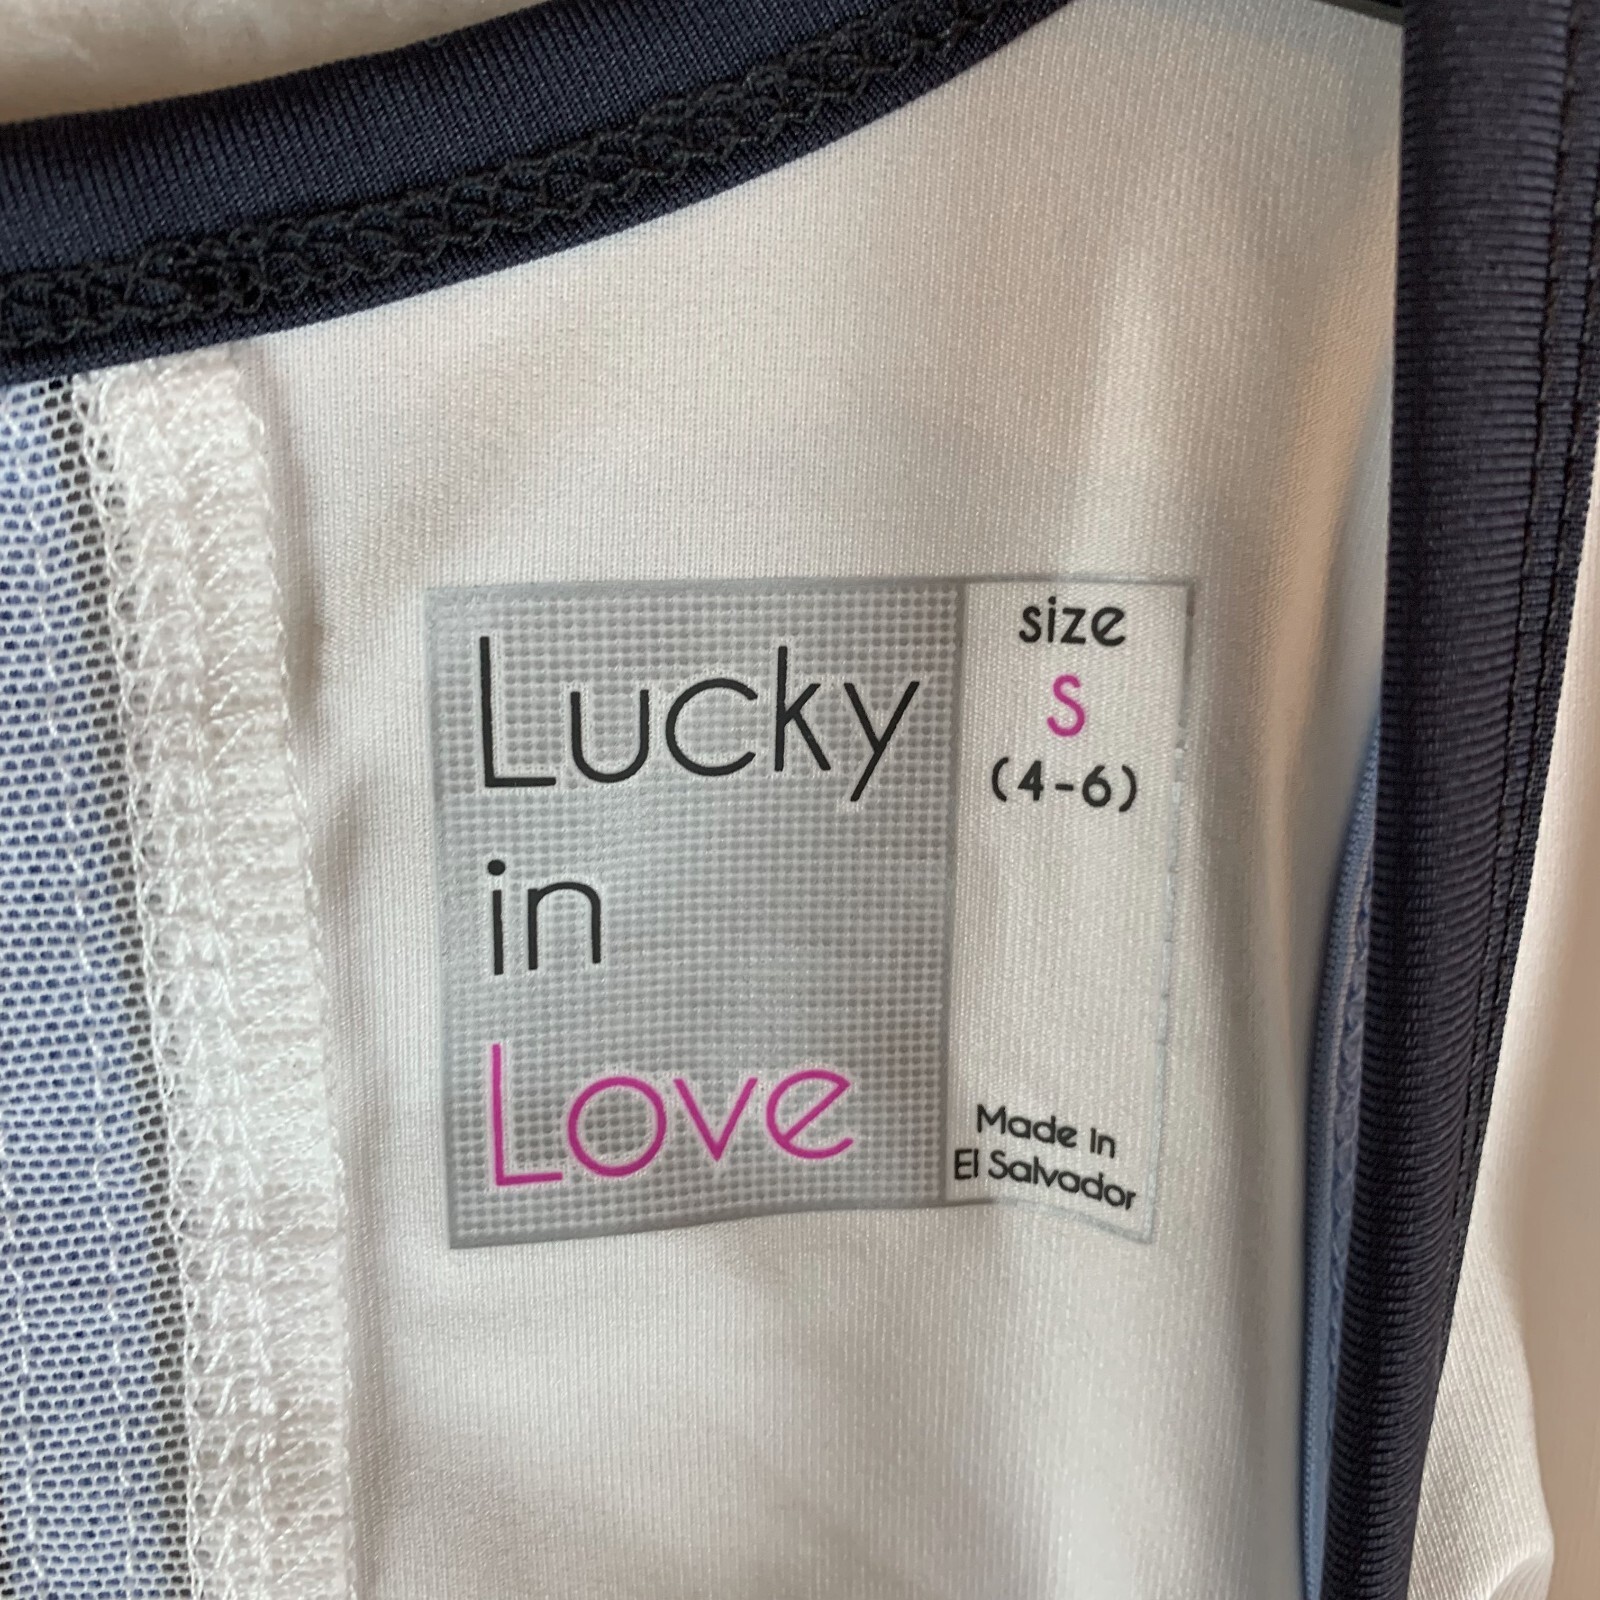 Lucky
in
Love
size
S
(4-6)
Made in
El Salvador